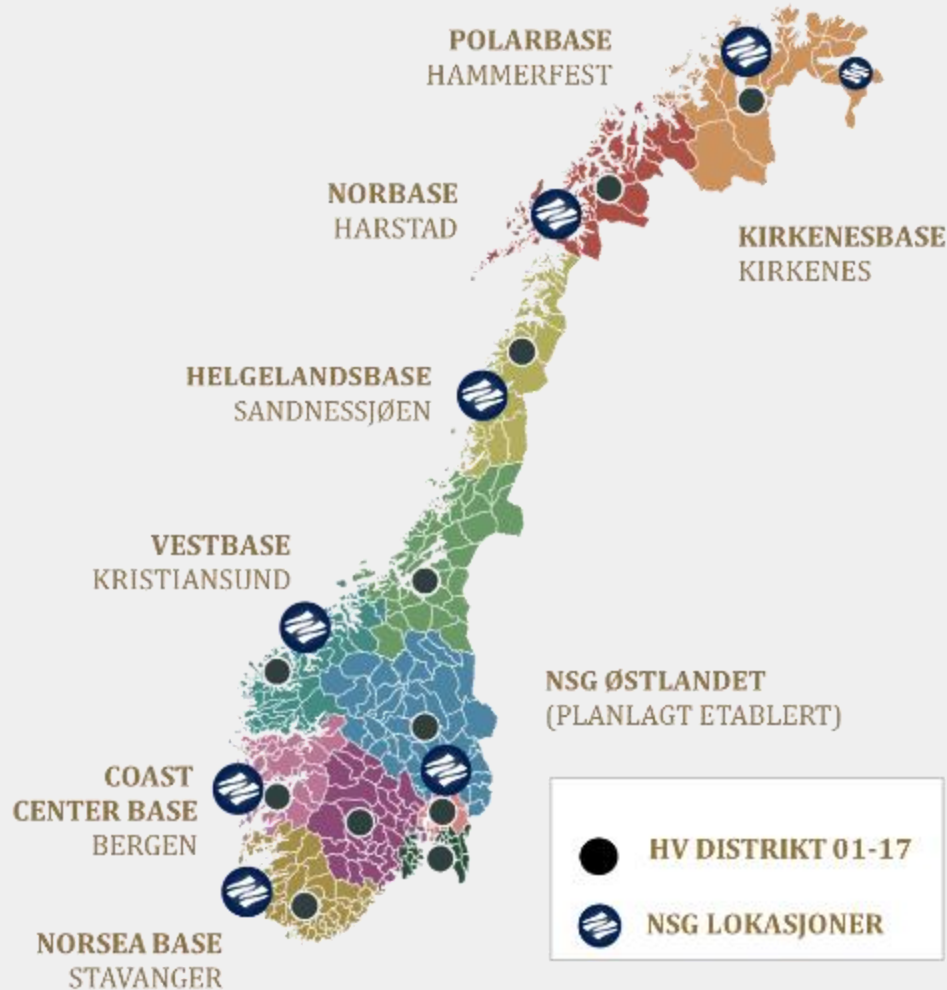 POLARBASE
HAMMERFEST
NORBASE
HARSTAD
KIRKENESBASE
KIRKENES
HELGELANDSBASE
SANDNESSJØEN
VESTBASE
KRISTIANSUND
NSG ØSTLANDET
(PLANLAGT ETABLERT)
COAST
CENTER BASE
BERGEN
HV DISTRIKT 01-17
NSG LOKASJONER
NORSEA BASE
STAVANGER